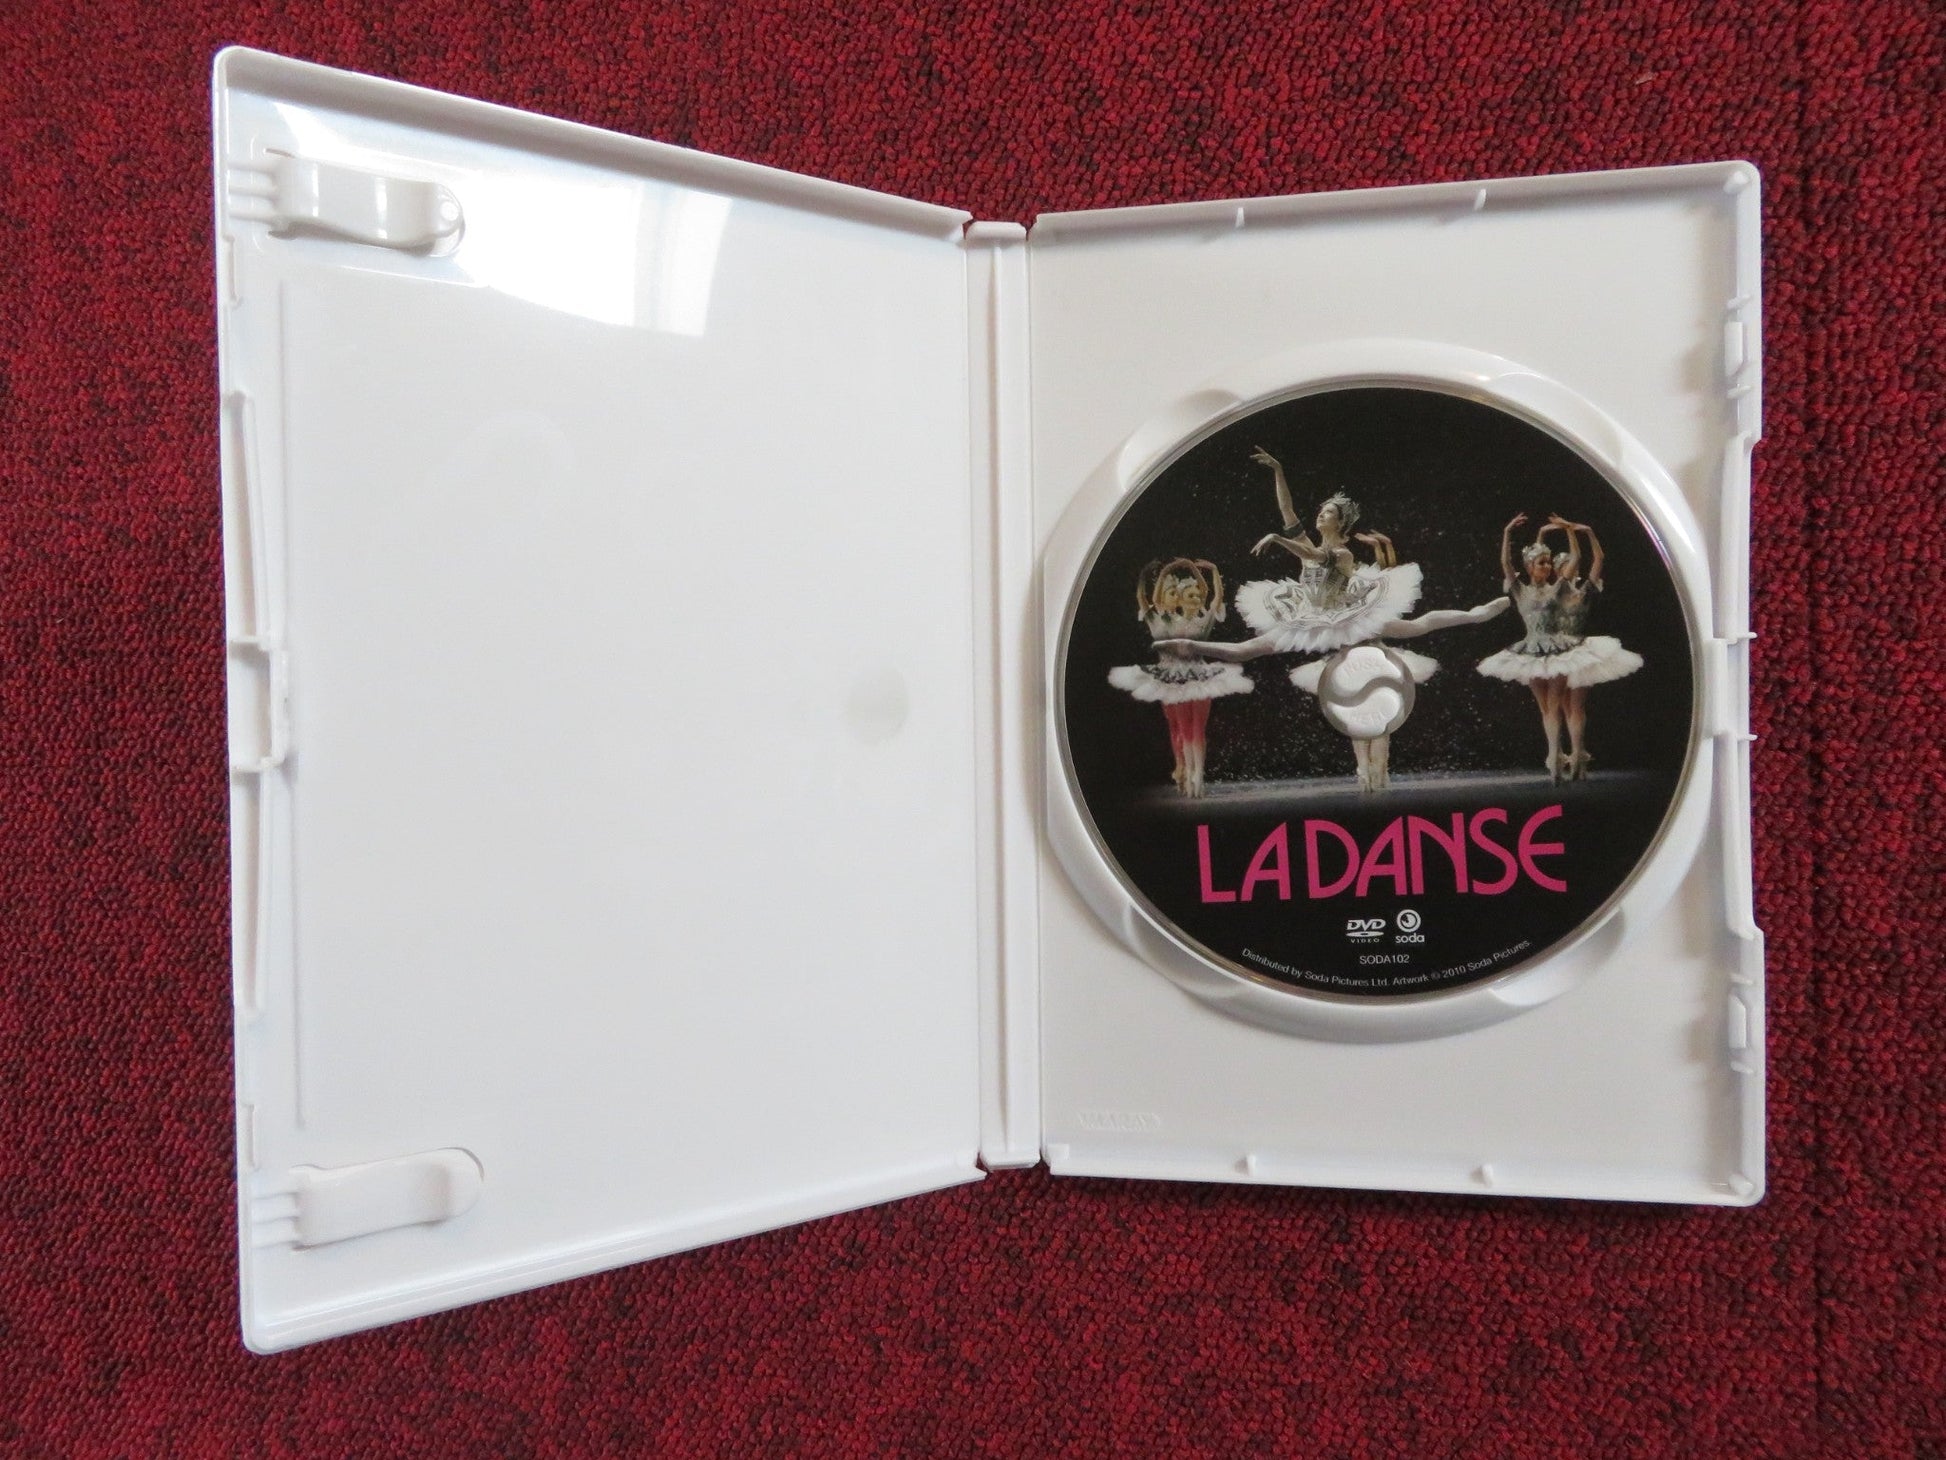 LA DANSE
DVD
VIDEO
soda
SODA102
Distributed by Soda Pictures Ltd. Artwork © 2010 Soda Pictures.